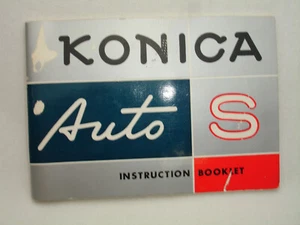 KONICA
Auto S
INSTRUCTION BOOKLET